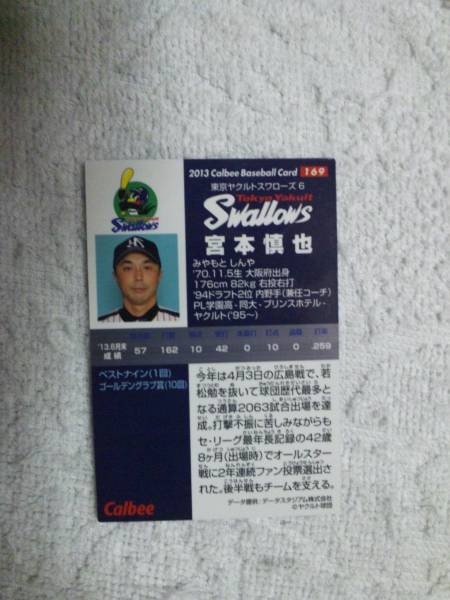 2013 Calbee Baseball Card 169
東京ヤクルトスワローズ 6
Tokyo Yakult
Swallows
Swallows
宮本慎也
みやもと しんや
'70.11.5生 大阪府出身
176cm 82kg 右投右打
'94ドラフト2位 内野手(兼任コーチ)
PL学園高-同大-プリンスホテル-
ヤクルト('95~)
'13.6月末
成績 57 162 10 42 0 10 0 .259
ベストナイン(1回)
ゴールデングラブ賞(10回)
今年は4月3日の広島戦で、若
松勉を抜いて球団歴代最多と
なる通算2063試合出場を達
成。打撃不振に苦しみながらも
セ・リーグ最年長記録の42歳
8ヶ月(出場時)でオールスター
戦に2年連続ファン投票選出さ
れた。後半戦もチームを支える。
データ提供:データスタジアム株式会社
©ヤクルト球団
Calbee